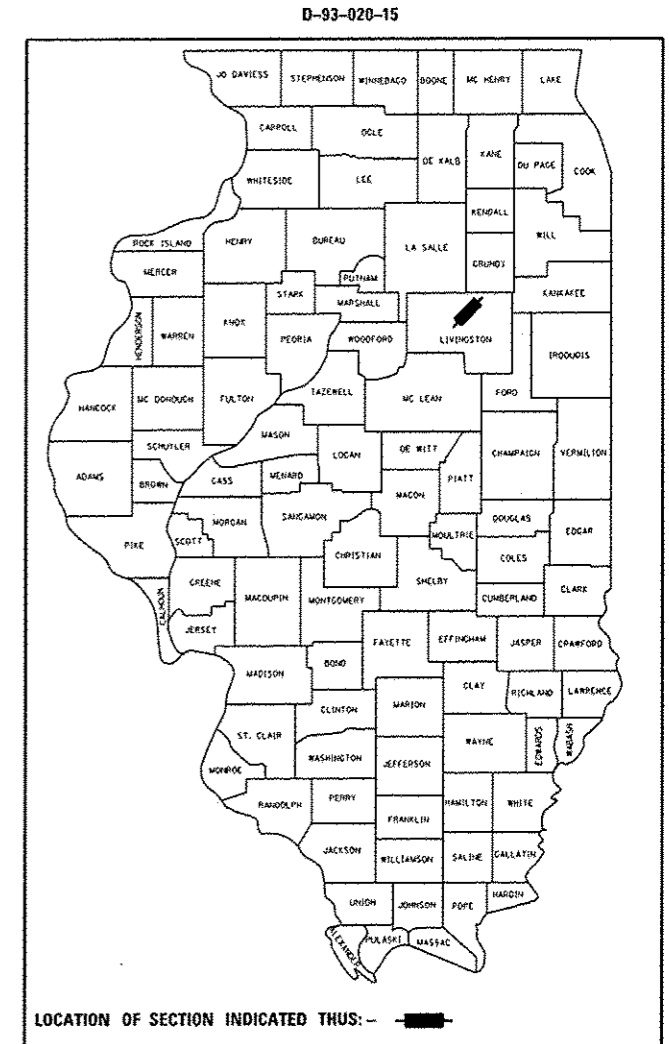 D-93-020-15
JO DAVIESS STEPHENSON WINNEBAGO BOONE MC HENRY LAKE
CARROLL OGLE DE KALB KANE DU PAGE COOK
WHITESIDE LEE
KENDALL
ROCK ISLAND HENRY BUREAU LA SALLE WILL
MERCER PUTNAM GRUNDY
STARK MARSHALL KANKAKEE
HENDERSON WARREN KNOX PEORIA WOODFORD LIVINGSTON IROQUOIS
HANCOCK MC DONOUGH FULTON TAZEWELL MC LEAN FORD
SCHUYLER MASON LOGAN DE WITT CHAMPAIGN VERMILION
ADAMS BROWN CASS MENARD MACON PIATT
PIKE SCOTT MORGAN SANGAMON MOULTRIE DOUGLAS EDGAR
CHRISTIAN COLES
CALHOUN GREENE MACOUPIN MONTGOMERY SHELBY CUMBERLAND CLARK
JERSEY
FAYETTE EFFINGHAM JASPER CRAWFORD
MADISON BOND
CLAY RICHLAND LAWRENCE
CLINTON MARION
ST. CLAIR WAYNE EDWARDS WABASH
MONROE WASHINGTON JEFFERSON
RANDOLPH PERRY HAMILTON WHITE
FRANKLIN
JACKSON WILLIAMSON SALINE GALLATIN
UNION JOHNSON POPE HARDIN
ALEXANDER PULASKI MASSAC
LOCATION OF SECTION INDICATED THUS: -